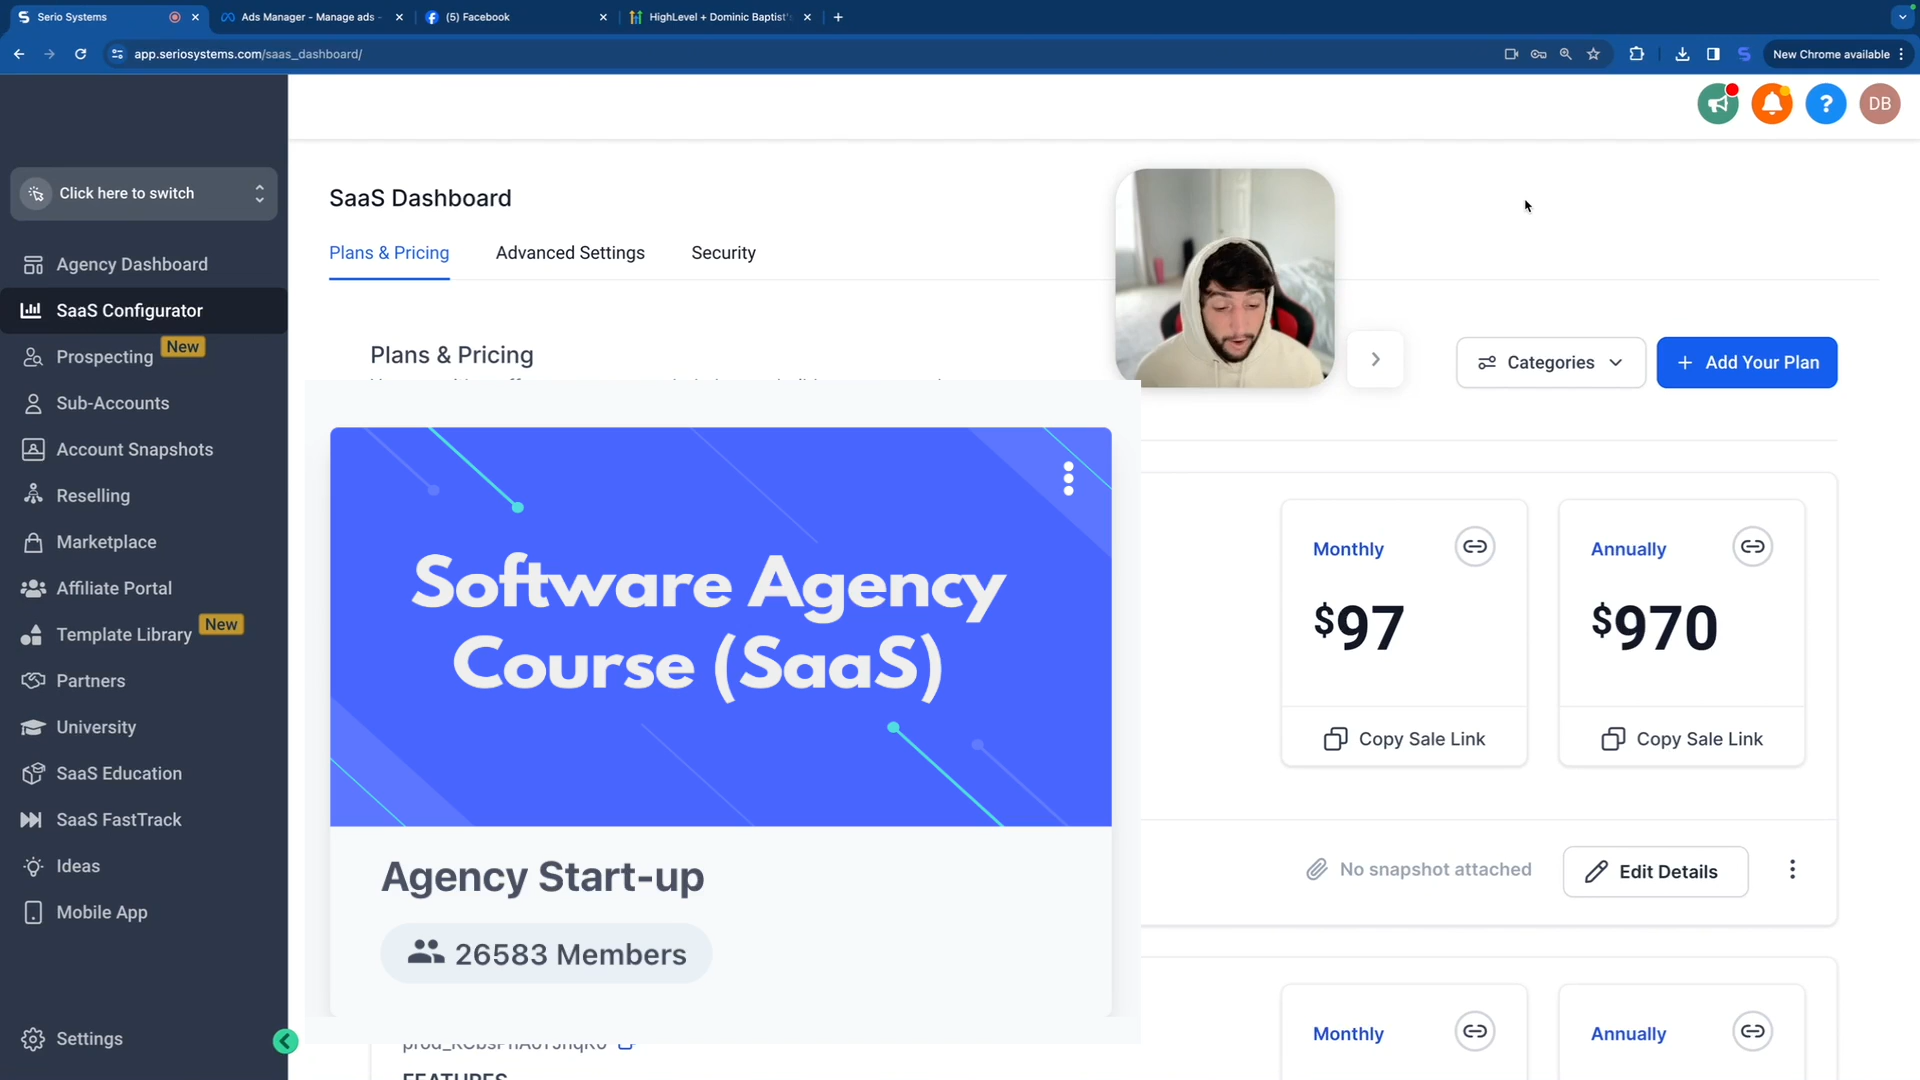 Serio Systems
Ads Manager - Manage ads -
(5) Facebook
HighLevel + Dominic Baptist's
app.seriosystems.com/saas_dashboard/
New Chrome available
DB
Click here to switch
SaaS Dashboard
Plans & Pricing
Advanced Settings
Security
Agency Dashboard
SaaS Configurator
Prospecting
New
Sub-Accounts
Account Snapshots
Reselling
Marketplace
Affiliate Portal
Template Library
New
Partners
University
SaaS Education
SaaS FastTrack
Ideas
Mobile App
Settings
Plans & Pricing
Categories
+ Add Your Plan
Software Agency
Course (SaaS)
Agency Start-up
26583 Members
Monthly
$97
Copy Sale Link
Annually
$970
Copy Sale Link
No snapshot attached
Edit Details
Monthly
Annually
FEATURES